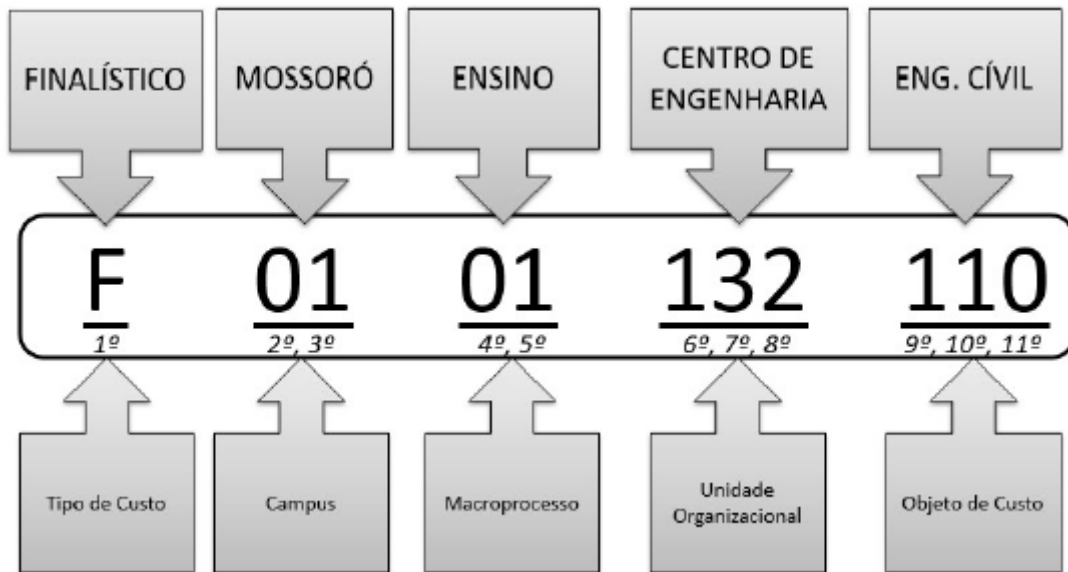 FINALÍSTICO
MOSSORÓ
ENSINO
CENTRO DE
ENGENHARIA
ENG. CÍVIL
F 01 01 132 110
1º 2º, 3º 4º, 5º 6º, 7º, 8º 9º, 10º, 11º
Tipo de Custo
Campus
Macroprocesso
Unidade
Organizacional
Objeto de Custo